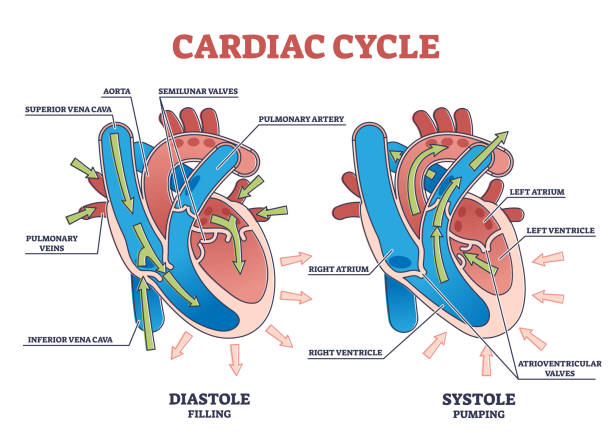 CARDIAC CYCLE
AORTA
SEMILUNAR VALVES
SUPERIOR VENA CAVA
PULMONARY ARTERY
LEFT ATRIUM
LEFT VENTRICLE
PULMONARY
VEINS
RIGHT ATRIUM
INFERIOR VENA CAVA
RIGHT VENTRICLE
ATRIOVENTRICULAR
VALVES
DIASTOLE
FILLING
SYSTOLE
PUMPING